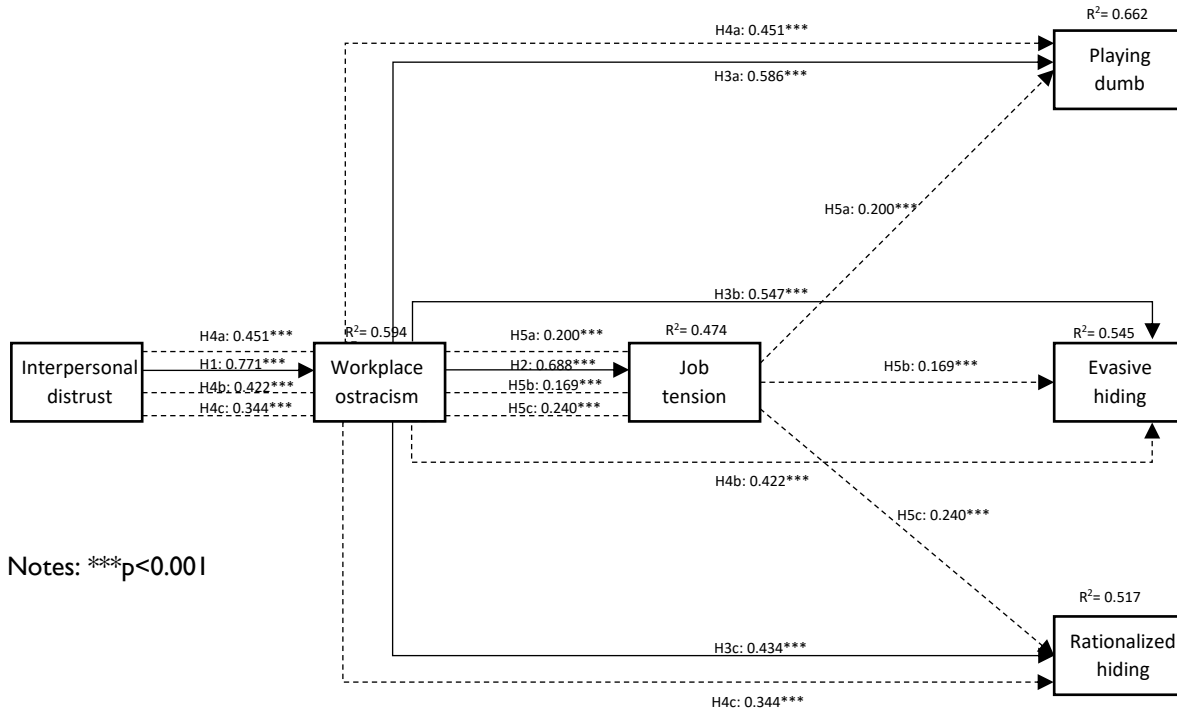 R²= 0.662
H4a: 0.451***
Playing
dumb
H3a: 0.586***
H5a: 0.200***
H3b: 0.547***
H4a: 0.451***
R²= 0.594
H5a: 0.200***
R²= 0.474
R²= 0.545
Interpersonal
distrust
H1: 0.771***
H4b: 0.422***
H4c: 0.344***
Workplace
ostracism
H2: 0.688***
H5b: 0.169***
H5c: 0.240***
Job
tension
H5b: 0.169***
Evasive
hiding
H4b: 0.422***
H5c: 0.240***
Notes: ***p<0.001
R²= 0.517
H3c: 0.434***
Rationalized
hiding
H4c: 0.344***